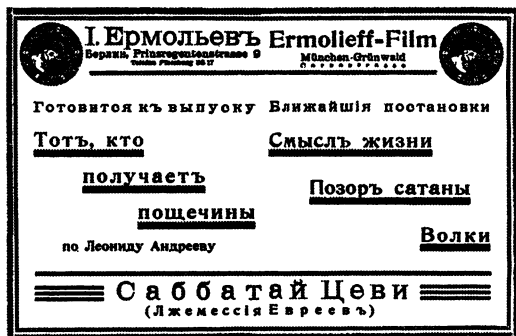 І. Ермольевъ
Берлин, Prinzregentenstrasse 9
Ermolieff-Film
München-Grünwald
Готовится къ выпуску
Тотъ, кто
получаетъ
пощечины
по Леониду Андрееву
Ближайшія постановки
Смыслъ жизни
Позоръ сатаны
Волки
Саббатай Цеви
(Лжемессія Евреевъ)